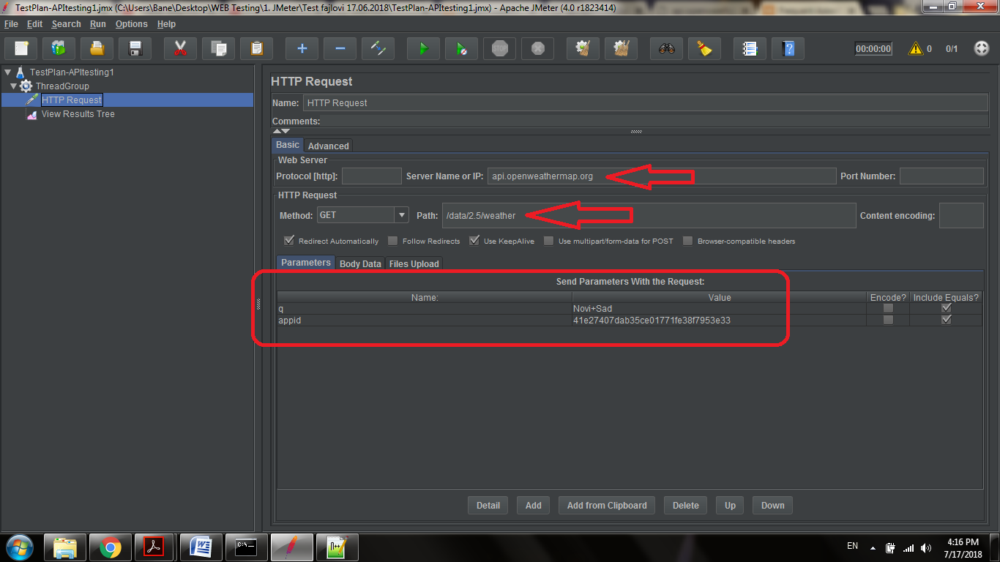 TestPlan-APItesting1.jmx (C:\Users\Bane\Desktop\WEB Testing\1. JMeter\Test fajlovi 17.06.2018\TestPlan-APItesting1.jmx) - Apache JMeter (4.0 r1823414)
File Edit Search Run Options Help
STOP 00:00:00 0 0/1
TestPlan-APItesting1
ThreadGroup
HTTP Request
View Results Tree
HTTP Request
Name: HTTP Request
Comments:
Basic Advanced
Web Server
Protocol [http]: Server Name or IP: api.openweathermap.org Port Number:
HTTP Request
Method: GET Path: /data/2.5/weather Content encoding:
Redirect Automatically Follow Redirects Use KeepAlive Use multipart/form-data for POST Browser-compatible headers
Parameters Body Data Files Upload
Send Parameters With the Request:
Name: Value Encode? Include Equals?
q Novi+Sad
appid 41e27407dab35ce01771fe38f7953e33
Detail Add Add from Clipboard Delete Up Down
EN 4:16 PM
7/17/2018